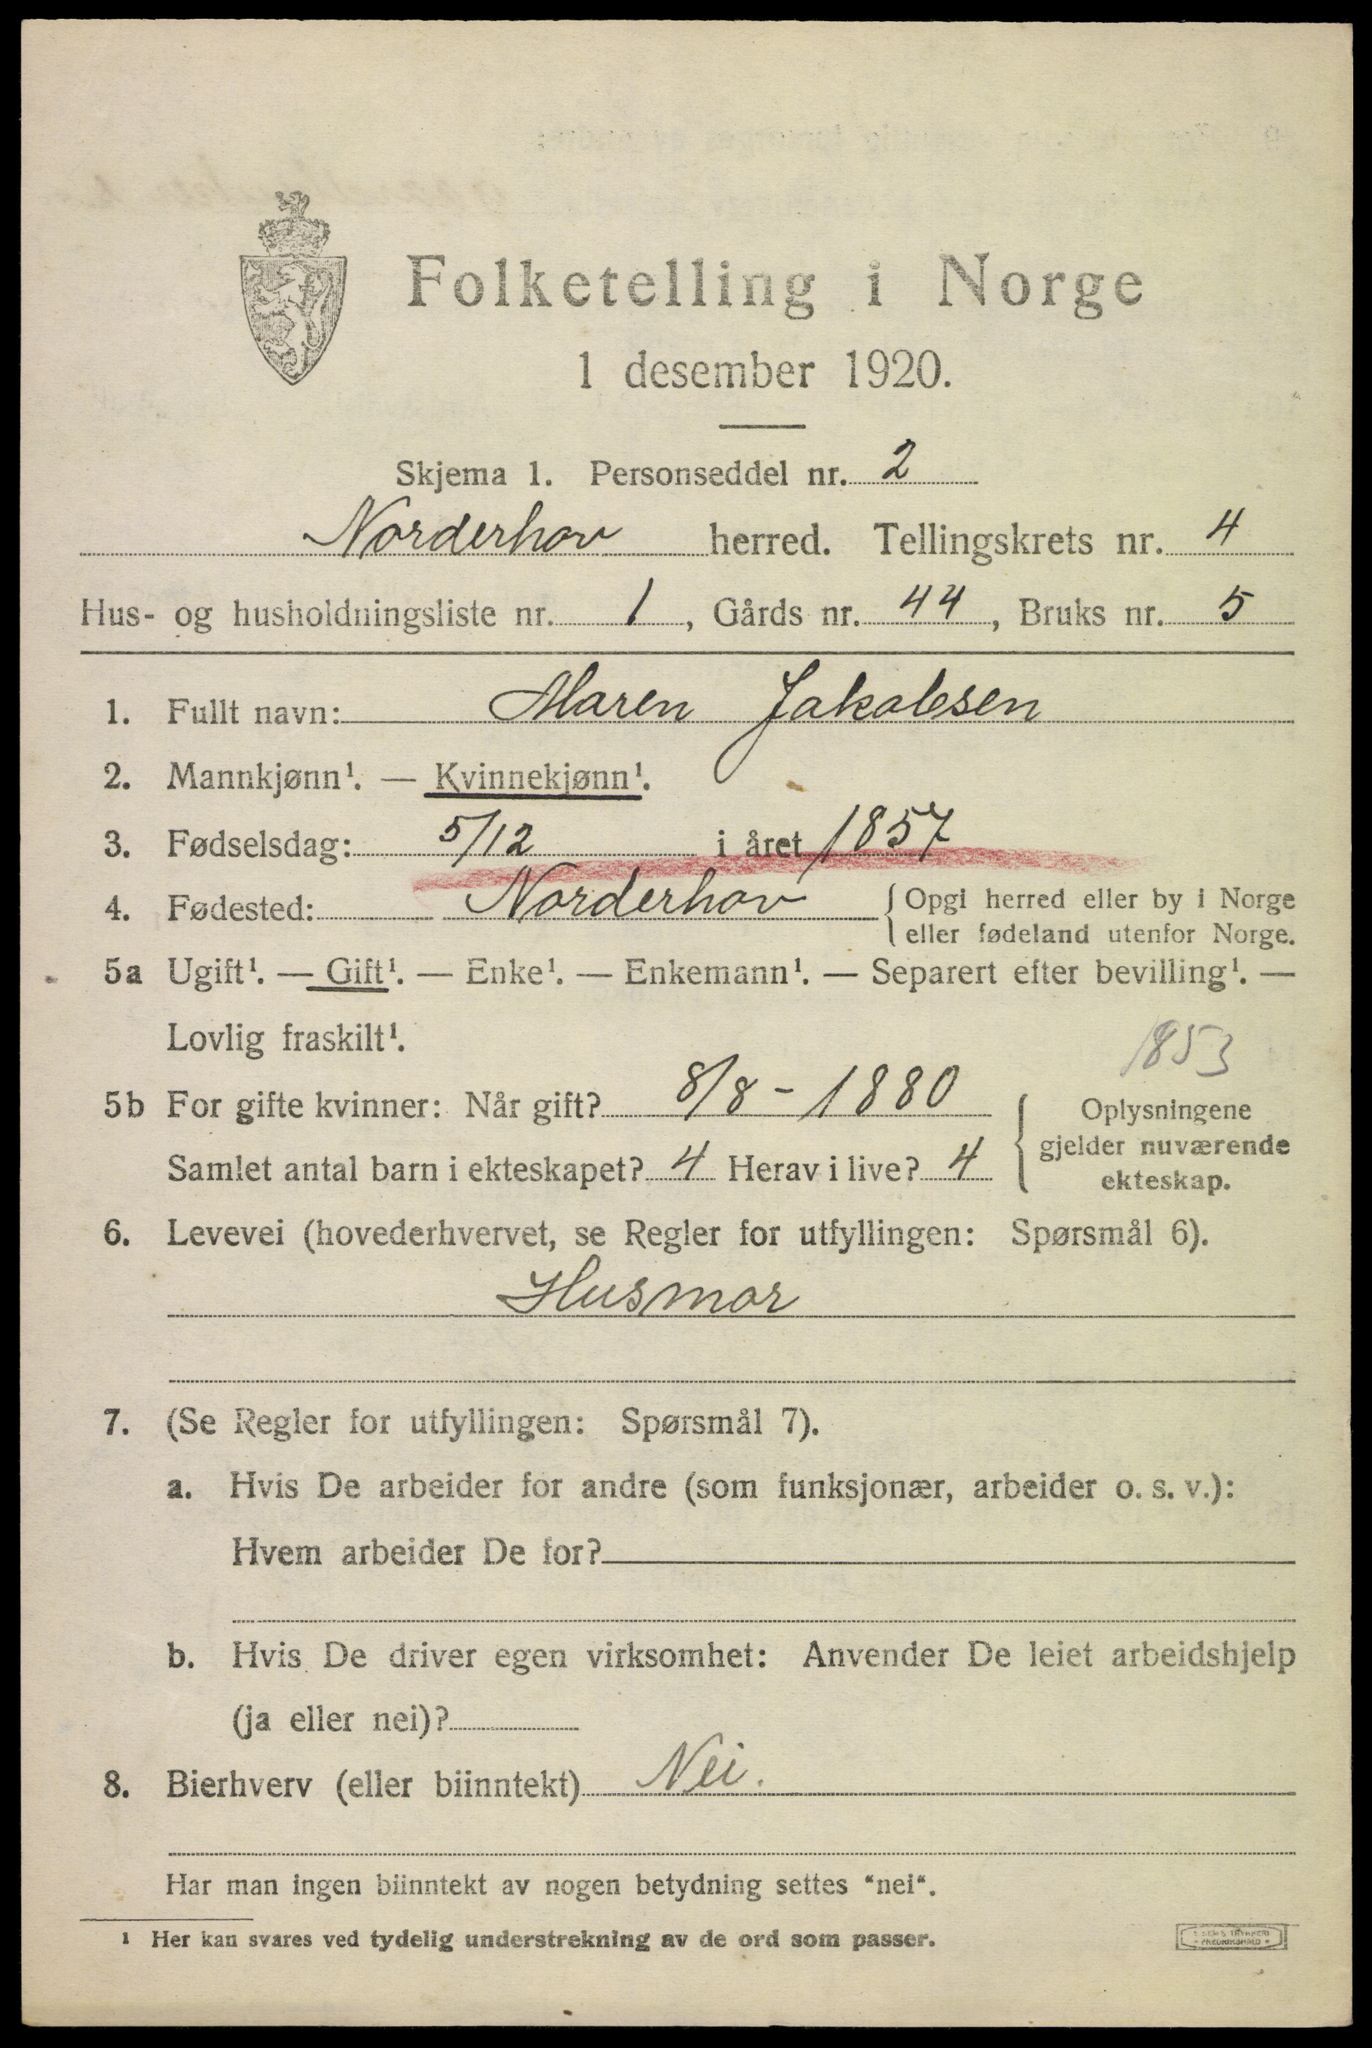 Folketelling i Norge
1 desember 1920.
Skjema 1. Personseddel nr. 2
Norderhov herred. Tellingskrets nr. 4
Hus- og husholdningsliste nr. 1, Gårds nr. 44, Bruks nr. 5
1. Fullt navn: Maren Jakobsen
2. Mannkjønn¹. — Kvinnekjønn¹.
3. Fødselsdag: 5/12 i året 1857
4. Fødested: Norderhov { Opgi herred eller by i Norge
eller fødeland utenfor Norge.
5a Ugift¹. — Gift¹. — Enke¹. — Enkemann¹. — Separert efter bevilling¹. —
Lovlig fraskilt¹.
1853
5b For gifte kvinner: Når gift? 8/8 - 1880
Samlet antal barn i ekteskapet? 4 Herav i live? 4
{ Oplysningene
gjelder nuværende
ekteskap.
6. Levevei (hovederhvervet, se Regler for utfyllingen: Spørsmål 6).
Husmor
7. (Se Regler for utfyllingen: Spørsmål 7).
a. Hvis De arbeider for andre (som funksjonær, arbeider o. s. v.):
Hvem arbeider De for?
b. Hvis De driver egen virksomhet: Anvender De leiet arbeidshjelp
(ja eller nei)?
8. Bierhverv (eller biinntekt) Nei.
Har man ingen biinntekt av nogen betydning settes "nei".
¹ Her kan svares ved tydelig understrekning av de ord som passer.